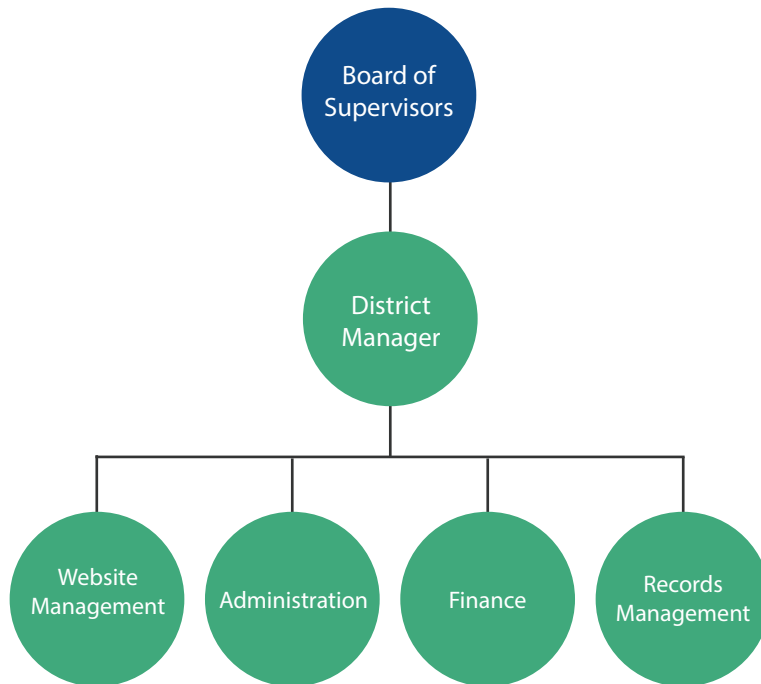 Board of
Supervisors
District
Manager
Website
Management
Administration
Finance
Records
Management